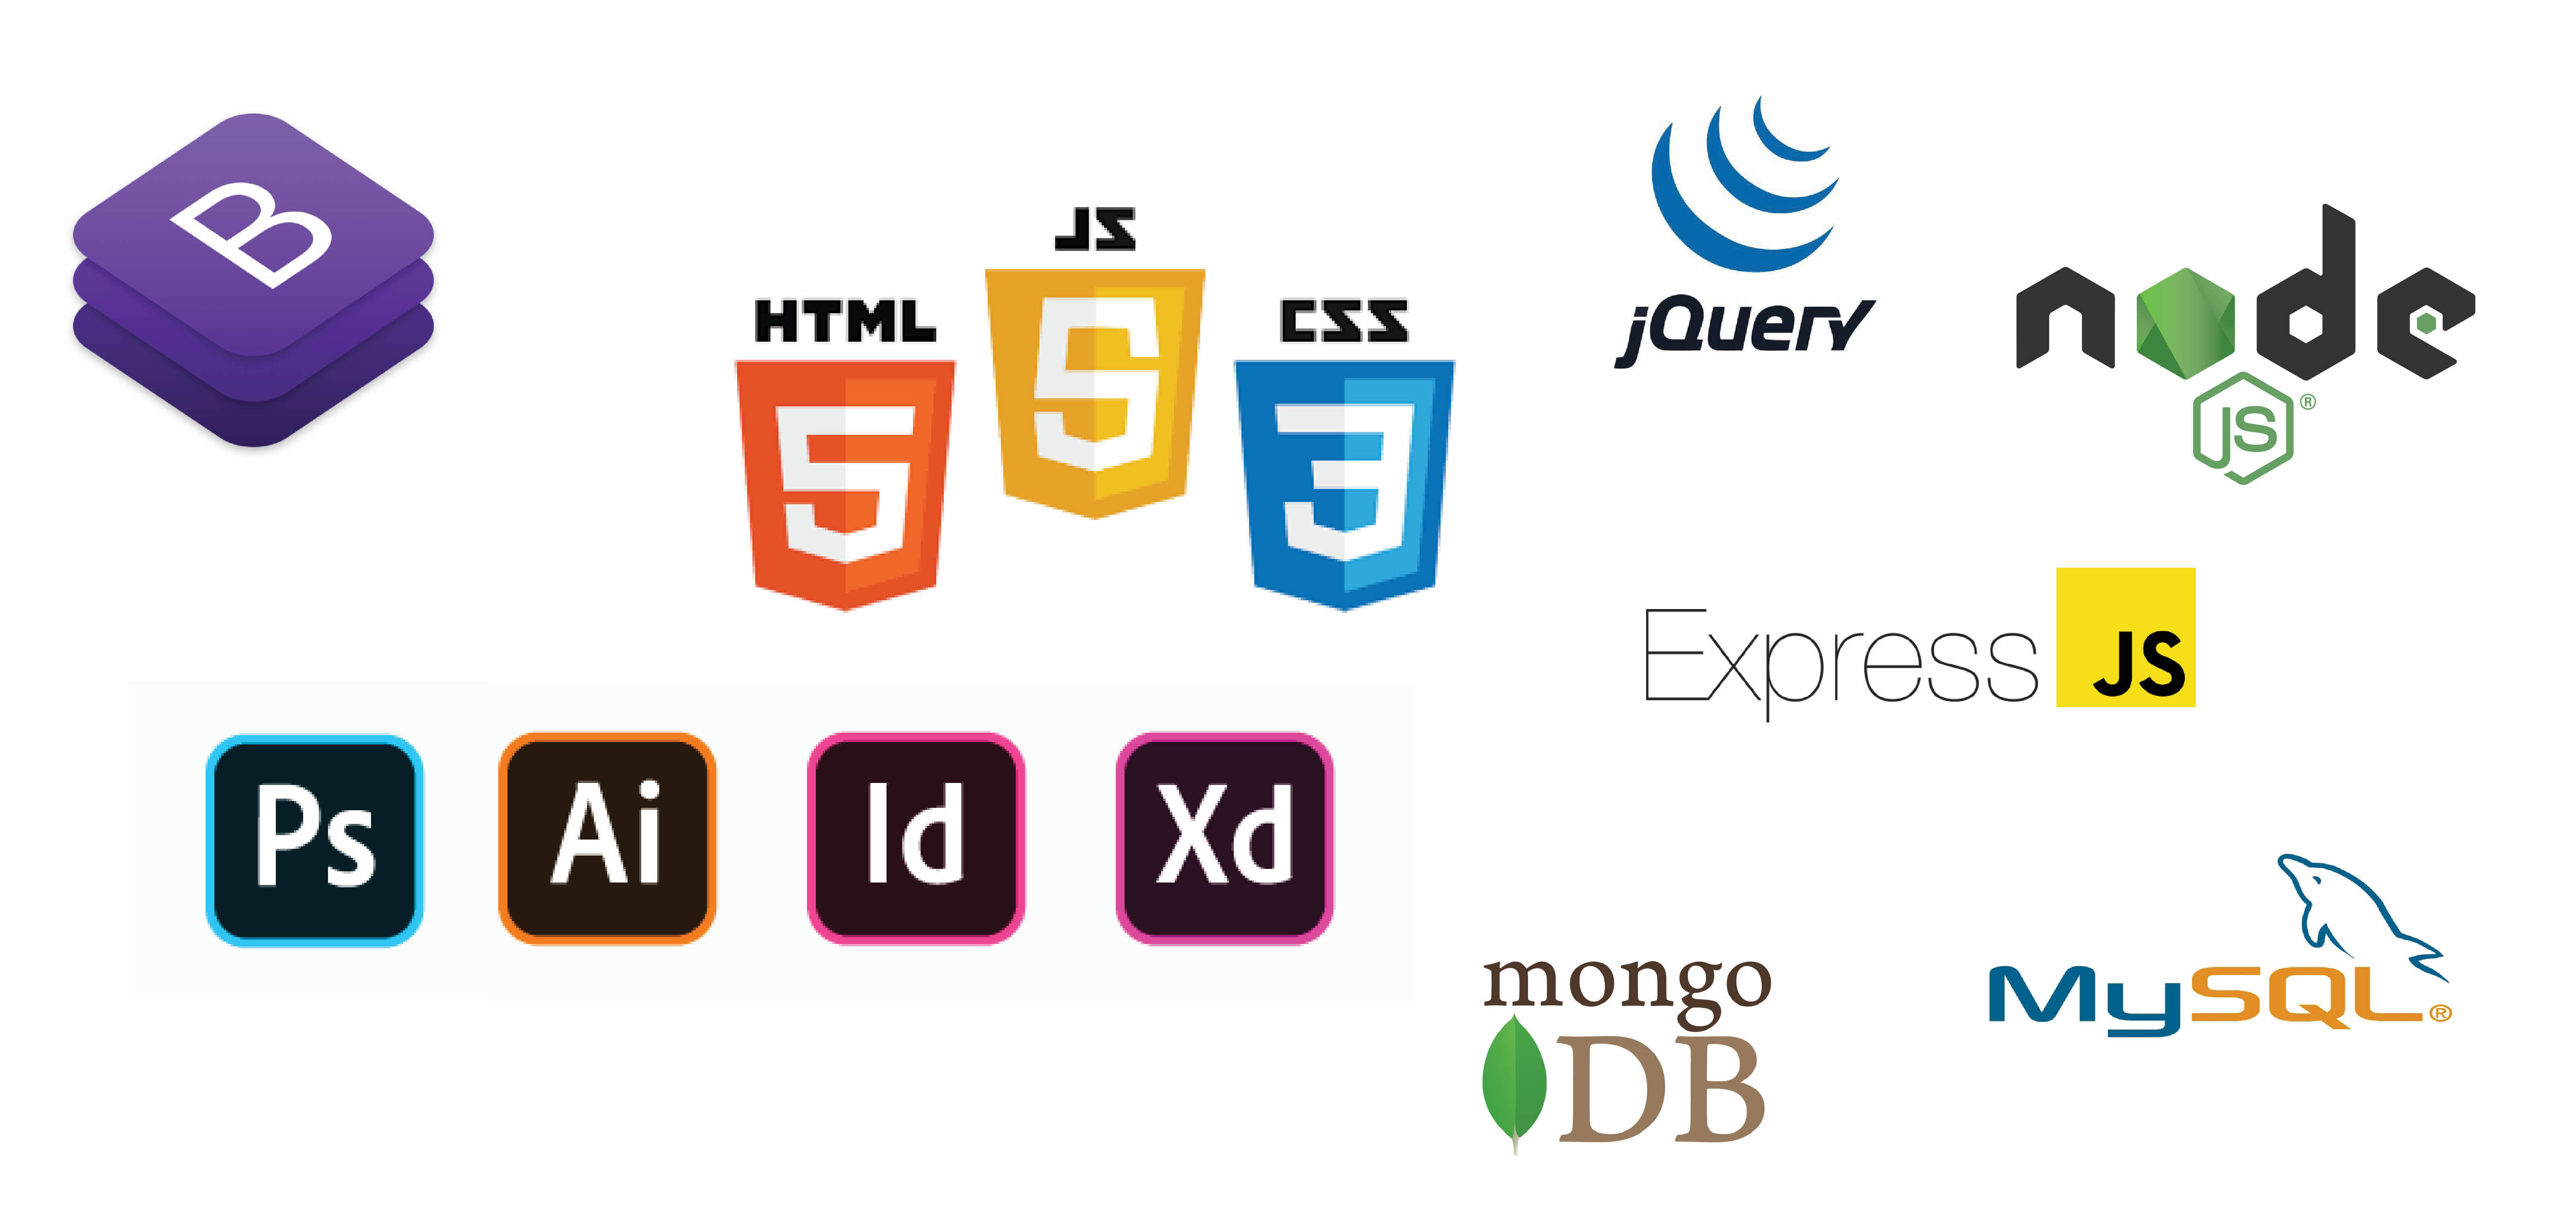 B
HTML
5
JS
5
CSS
3
jQuery
node
JS®
Express JS
Ps
Ai
Id
Xd
mongo
DB
MySQL®